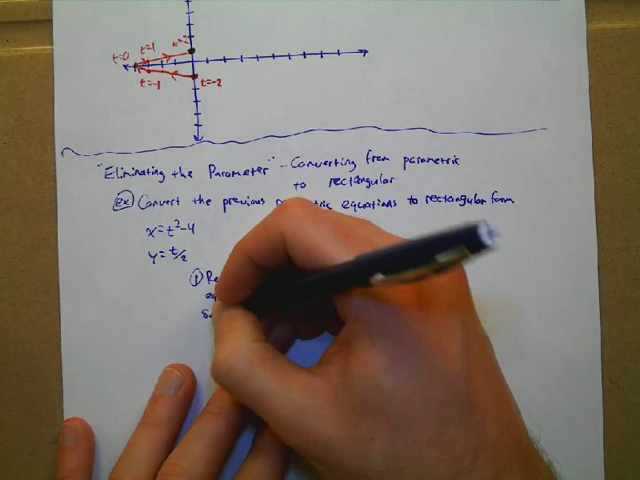 t=0 t=1 t=2
t=-1 t=-2
"Eliminating the Parameter" - Converting from parametric
to rectangular
ex Convert the previous equations to rectangular form
x=t²-4
y=t/2
1